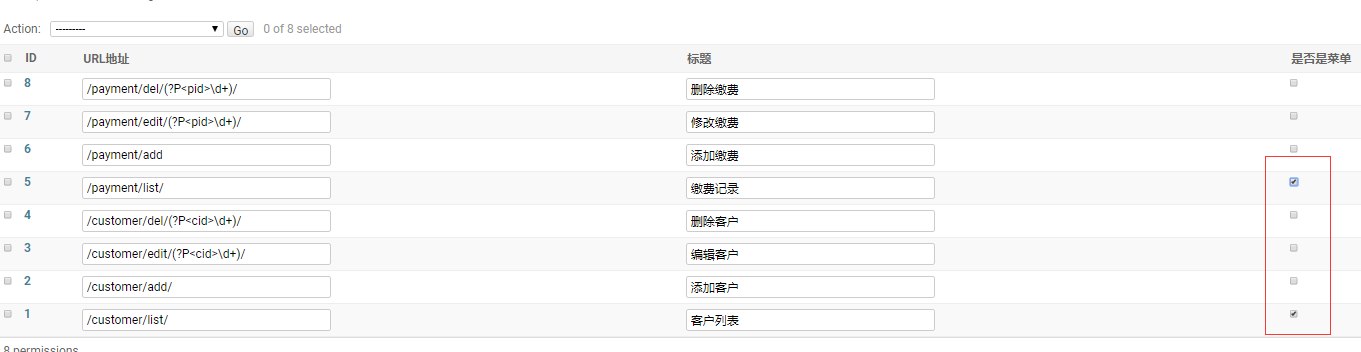 Action: --------- Go 0 of 8 selected
ID URL地址 标题 是否是菜单
8 /payment/del/(?P<pid>\d+)/ 删除缴费
7 /payment/edit/(?P<pid>\d+)/ 修改缴费
6 /payment/add 添加缴费
5 /payment/list/ 缴费记录
4 /customer/del/(?P<cid>\d+)/ 删除客户
3 /customer/edit/(?P<cid>\d+)/ 编辑客户
2 /customer/add/ 添加客户
1 /customer/list/ 客户列表
8 permissions